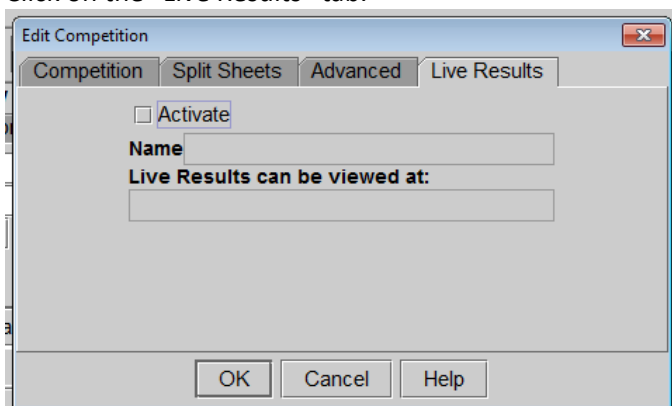 Click on the "Live Results" tab.
Edit Competition
Competition Split Sheets Advanced Live Results
Activate
Name
Live Results can be viewed at:
OK Cancel Help